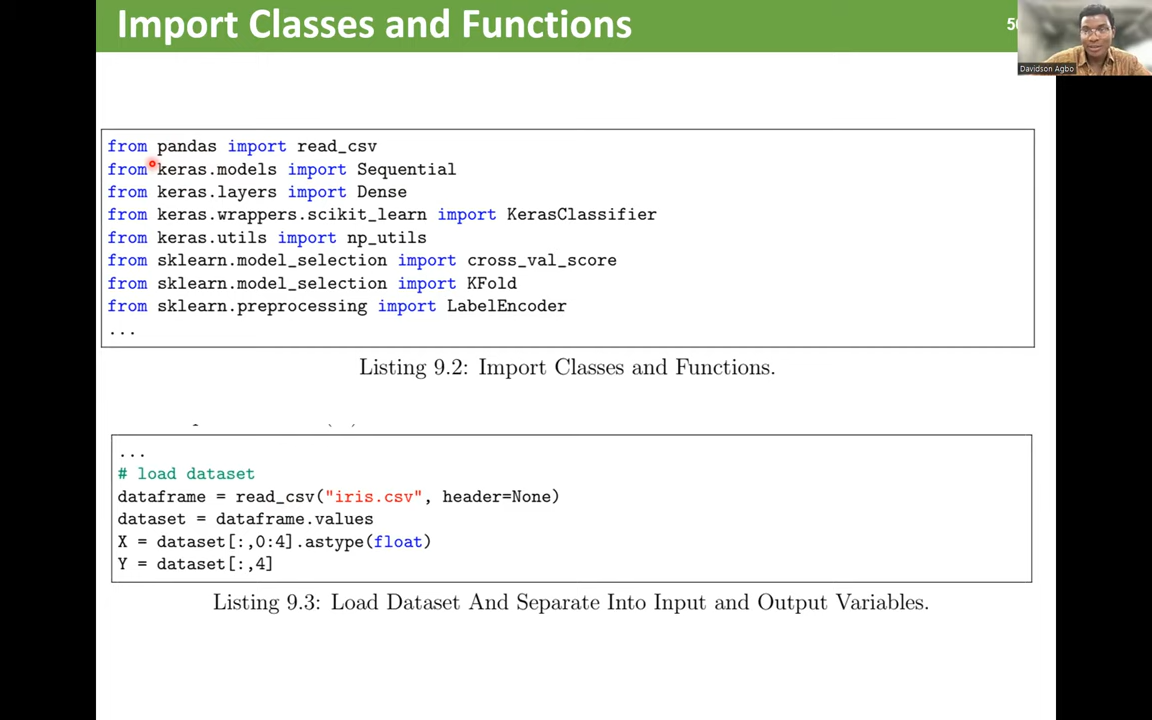 Import Classes and Functions
Davidson Agbo
from pandas import read_csv
from keras.models import Sequential
from keras.layers import Dense
from keras.wrappers.scikit_learn import KerasClassifier
from keras.utils import np_utils
from sklearn.model_selection import cross_val_score
from sklearn.model_selection import KFold
from sklearn.preprocessing import LabelEncoder
...
Listing 9.2: Import Classes and Functions.
...
# load dataset
dataframe = read_csv("iris.csv", header=None)
dataset = dataframe.values
X = dataset[:,0:4].astype(float)
Y = dataset[:,4]
Listing 9.3: Load Dataset And Separate Into Input and Output Variables.